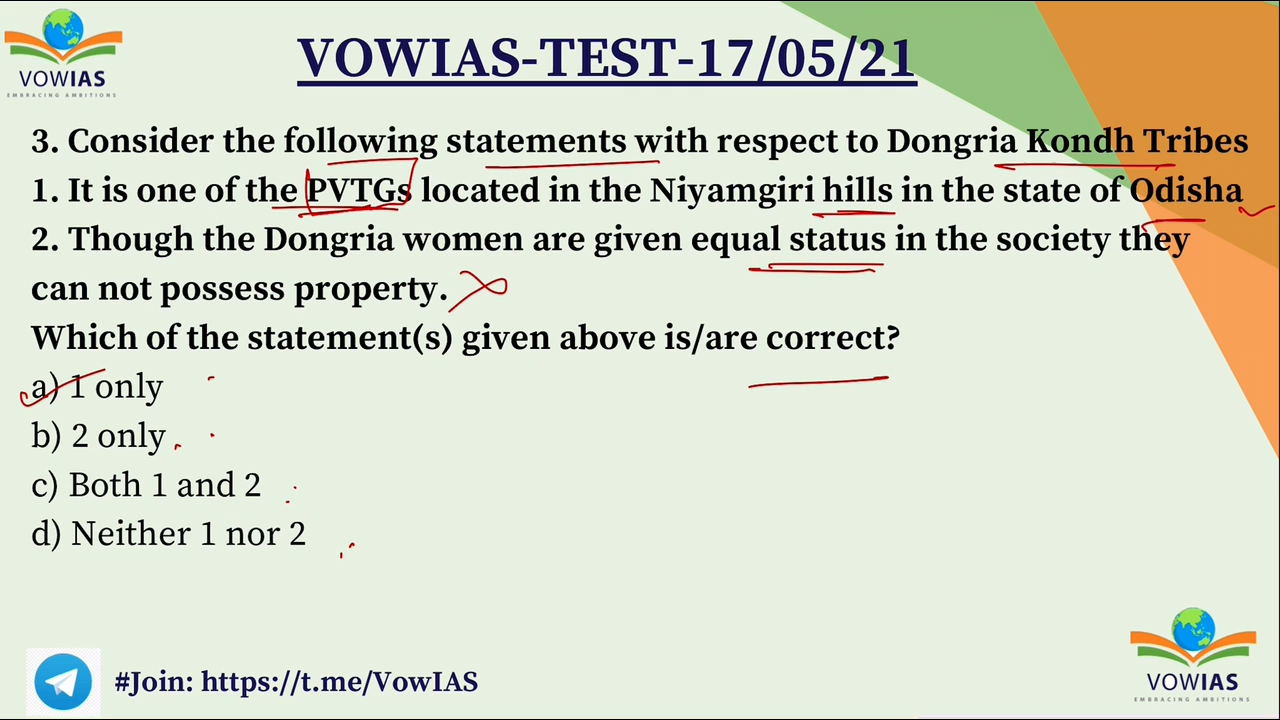 VOWIAS
EMBRACING AMBITIONS
VOWIAS-TEST-17/05/21
3. Consider the following statements with respect to Dongria Kondh Tribes
1. It is one of the PVTGs located in the Niyamgiri hills in the state of Odisha
2. Though the Dongria women are given equal status in the society they
can not possess property.
Which of the statement(s) given above is/are correct?
a) 1 only
b) 2 only
c) Both 1 and 2
d) Neither 1 nor 2
#Join: https://t.me/VowIAS
VOWIAS
EMBRACING AMBITIONS